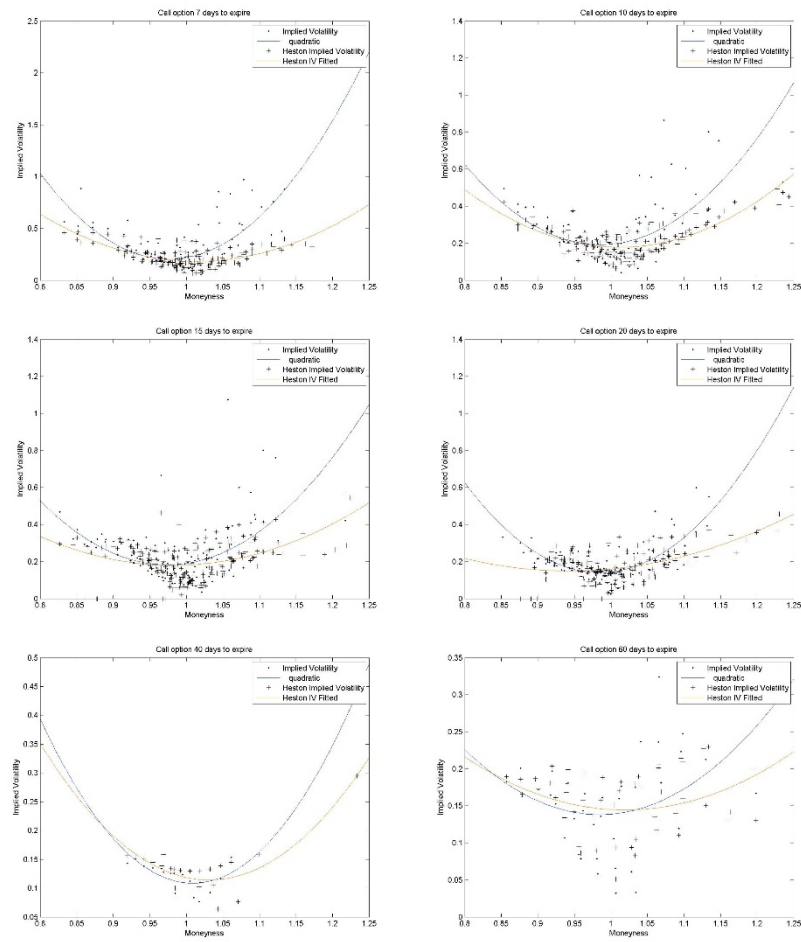 Call option 7 days to expire
2.5
2
1.5
1
0.5
0
Implied Volatility
Implied Volatility
quadratic
Heston Implied Volatility
Heston IV Fitted
0.8 0.85 0.9 0.95 1 1.05 1.1 1.15 1.2 1.25
Moneyness
Call option 10 days to expire
1.4
1.2
1
0.8
0.6
0.4
0.2
0
Implied Volatility
Implied Volatility
quadratic
Heston Implied Volatility
Heston IV Fitted
0.8 0.85 0.9 0.95 1 1.05 1.1 1.15 1.2 1.25
Moneyness
Call option 15 days to expire
1.4
1.2
1
0.8
0.6
0.4
0.2
0
Implied Volatility
Implied Volatility
quadratic
Heston Implied Volatility
Heston IV Fitted
0.8 0.85 0.9 0.95 1 1.05 1.1 1.15 1.2 1.25
Moneyness
Call option 20 days to expire
1.4
1.2
1
0.8
0.6
0.4
0.2
0
Implied Volatility
Implied Volatility
quadratic
Heston Implied Volatility
Heston IV Fitted
0.8 0.85 0.9 0.95 1 1.05 1.1 1.15 1.2 1.25
Moneyness
Call option 40 days to expire
0.5
0.45
0.4
0.35
0.3
0.25
0.2
0.15
0.1
0.05
Implied Volatility
Implied Volatility
quadratic
Heston Implied Volatility
Heston IV Fitted
0.8 0.85 0.9 0.95 1 1.05 1.1 1.15 1.2 1.25
Moneyness
Call option 60 days to expire
0.35
0.3
0.25
0.2
0.15
0.1
0.05
0
Implied Volatility
Implied Volatility
quadratic
Heston Implied Volatility
Heston IV Fitted
0.8 0.85 0.9 0.95 1 1.05 1.1 1.15 1.2 1.25
Moneyness